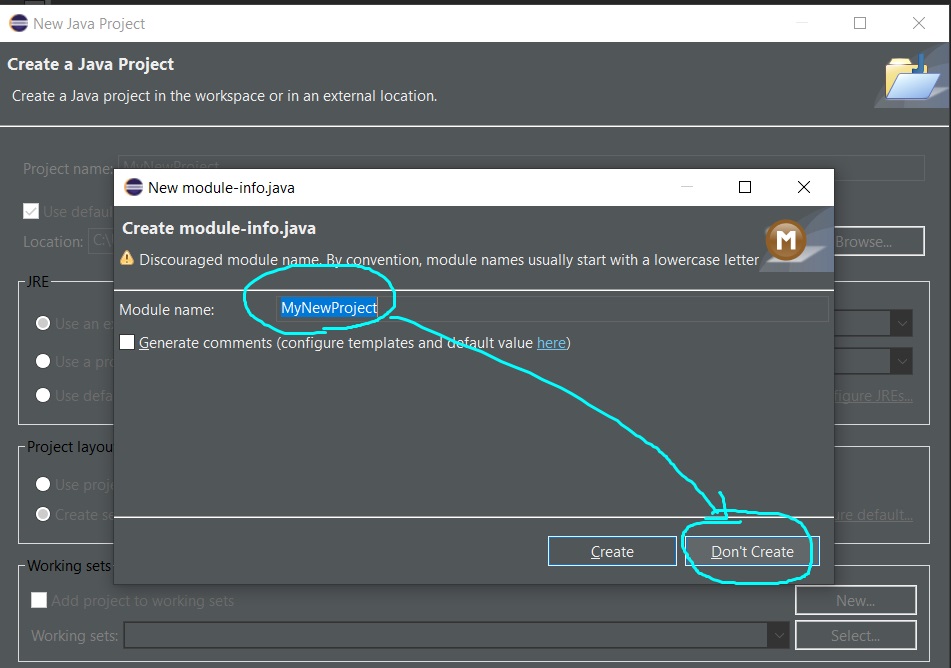 New Java Project
Create a Java Project
Create a Java project in the workspace or in an external location.
Project name: MyNewProject
New module-info.java
Use defaul
Create module-info.java
Location: C:\
M
Browse...
Discouraged module name. By convention, module names usually start with a lowercase letter
JRE
Module name: MyNewProject
Use an e
Generate comments (configure templates and default value here)
Use a pr
Use defa
figure JREs...
Project layou
Use proj
Create se
re default...
Create
Don't Create
Working sets
Add project to working sets
New...
Working sets:
Select...